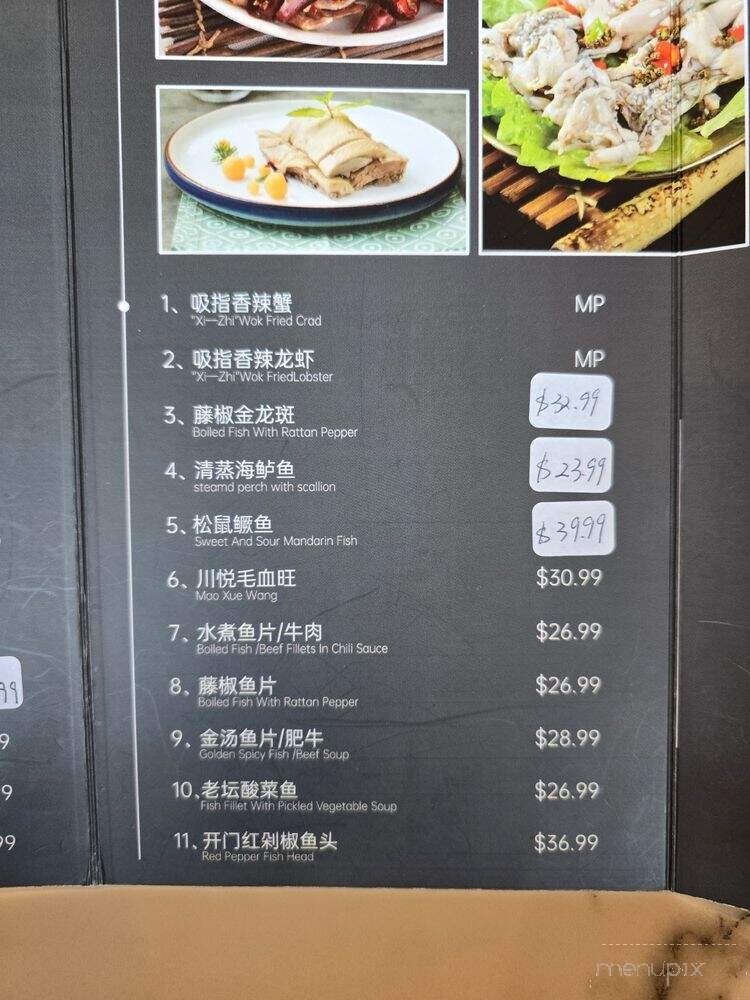 1、吸指香辣蟹 MP
"Xi—Zhi"Wok Fried Crad
2、吸指香辣龙虾 MP
"Xi—Zhi"Wok FriedLobster
3、藤椒金龙斑 $32.99
Boiled Fish With Rattan Pepper
4、清蒸海鲈鱼 $23.99
steamd perch with scallion
5、松鼠鳜鱼 $39.99
Sweet And Sour Mandarin Fish
6、川悦毛血旺 $30.99
Mao Xue Wang
7、水煮鱼片/牛肉 $26.99
Boiled Fish /Beef Fillets In Chili Sauce
8、藤椒鱼片 $26.99
Boiled Fish With Rattan Pepper
99
9、金汤鱼片/肥牛 $28.99
9
Golden Spicy Fish /Beef Soup
10、老坛酸菜鱼 $26.99
9
Fish Fillet With Pickled Vegetable Soup
11、开门红剁椒鱼头 $36.99
99
Red Pepper Fish Head
menupix